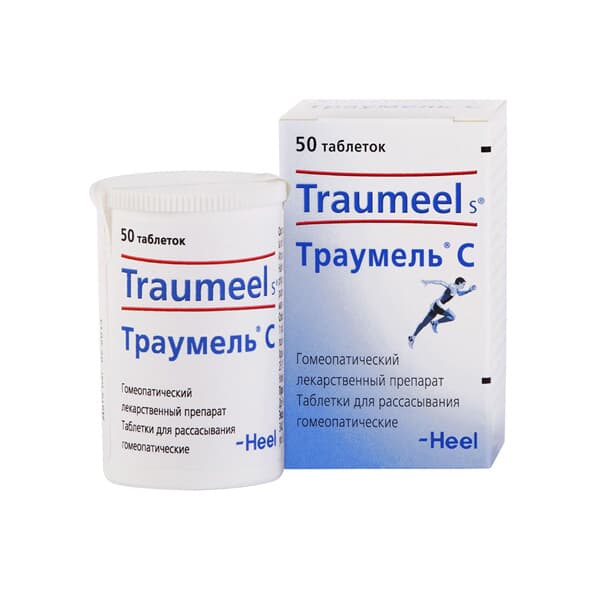 Траумель C
50 таблеток
Traumeel S®
Траумель® С
Гомеопатический
лекарственный препарат
Таблетки для рассасывания
гомеопатические
-Heel
50 таблеток
Traumeel S®
Траумель® С
Гомеопатический
лекарственный препарат
Таблетки для рассасывания
гомеопатические
-Heel